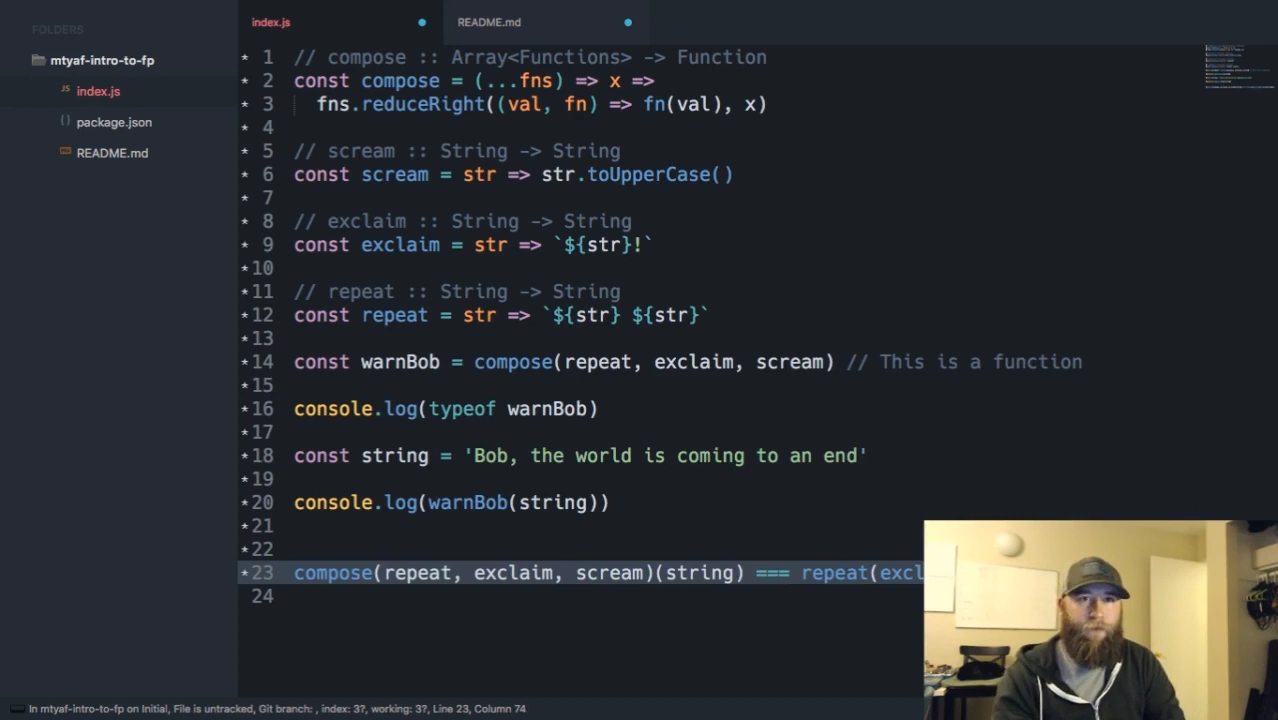 FOLDERS
mtyaf-intro-to-fp
JS index.js
{} package.json
README.md
index.js
README.md
* 1 // compose :: Array<Functions> -> Function
* 2 const compose = (...fns) => x =>
* 3 fns.reduceRight((val, fn) => fn(val), x)
* 4
* 5 // scream :: String -> String
* 6 const scream = str => str.toUpperCase()
* 7
* 8 // exclaim :: String -> String
* 9 const exclaim = str => `${str}!`
* 10
* 11 // repeat :: String -> String
* 12 const repeat = str => `${str} ${str}`
* 13
* 14 const warnBob = compose(repeat, exclaim, scream) // This is a function
* 15
* 16 console.log(typeof warnBob)
* 17
* 18 const string = 'Bob, the world is coming to an end'
* 19
* 20 console.log(warnBob(string))
* 21
* 22
* 23 compose(repeat, exclaim, scream)(string) === repeat(excl
24
In mtyaf-intro-to-fp on Initial, File is untracked, Git branch: , index: 3?, working: 3?, Line 23, Column 74